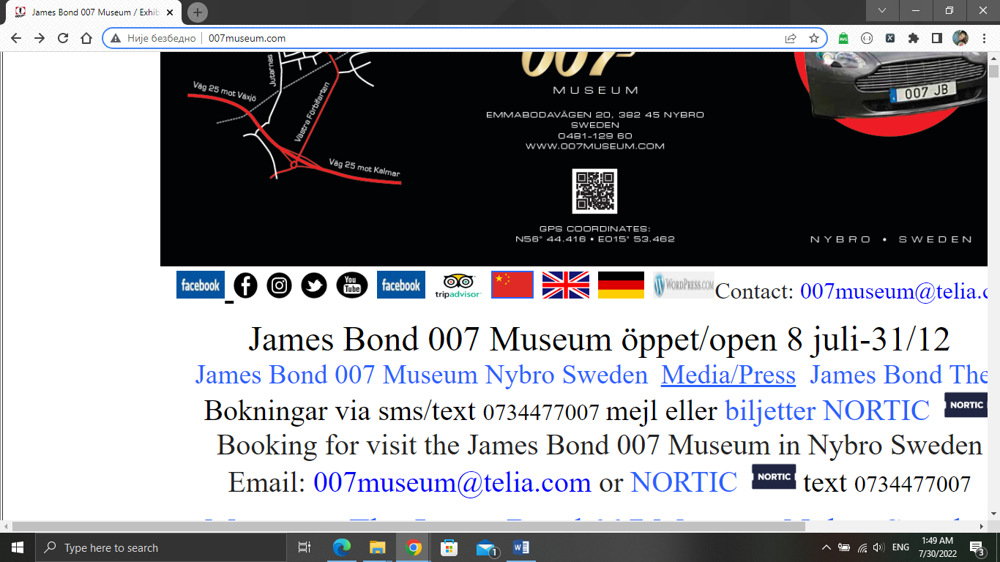 James Bond 007 Museum / Exhib
Није безбедно
007museum.com
Jutarnas
Väg 25 mot Växjö
Västra Förbifarten
Väg 25 mot Kalmar
007
MUSEUM
EMMABODAVÄGEN 20, 382 45 NYBRO
SWEDEN
0481-129 60
WWW.007MUSEUM.COM
GPS COORDINATES:
N56° 44.416 • E015° 53.462
007 JB
NYBRO • SWEDEN
facebook
You Tube
facebook
tripadvisor
WORDPRESS.COM
Contact: 007museum@telia.c
James Bond 007 Museum öppet/open 8 juli-31/12
James Bond 007 Museum Nybro Sweden Media/Press James Bond The
Bokningar via sms/text 0734477007 mejl eller biljetter NORTIC NORTIC
Booking for visit the James Bond 007 Museum in Nybro Sweden
Email: 007museum@telia.com or NORTIC NORTIC text 0734477007
Type here to search
1
ENG
1:49 AM
7/30/2022
3